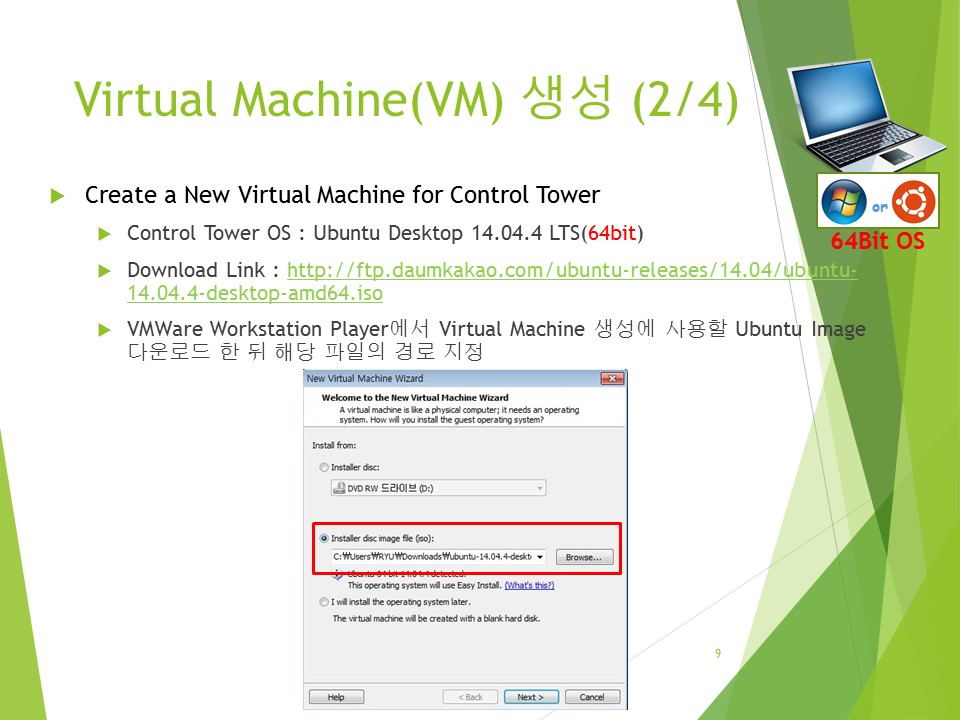 Virtual Machine(VM) 생성 (2/4)
or
64Bit OS
Create a New Virtual Machine for Control Tower
Control Tower OS : Ubuntu Desktop 14.04.4 LTS(64bit)
Download Link : http://ftp.daumkakao.com/ubuntu-releases/14.04/ubuntu-
14.04.4-desktop-amd64.iso
VMWare Workstation Player에서 Virtual Machine 생성에 사용할 Ubuntu Image
다운로드 한 뒤 해당 파일의 경로 지정
New Virtual Machine Wizard
Welcome to the New Virtual Machine Wizard
A virtual machine is like a physical computer; it needs an operating
system. How will you install the guest operating system?
Install from:
Installer disc:
DVD RW 드라이브 (D:)
Installer disc image file (iso):
C:₩Users₩RYU₩Downloads₩ubuntu-14.04.4-deskt
Browse...
Ubuntu 64-bit 14.04.4 detected.
This operating system will use Easy Install. (What's this?)
I will install the operating system later.
The virtual machine will be created with a blank hard disk.
9
Help
< Back
Next >
Cancel